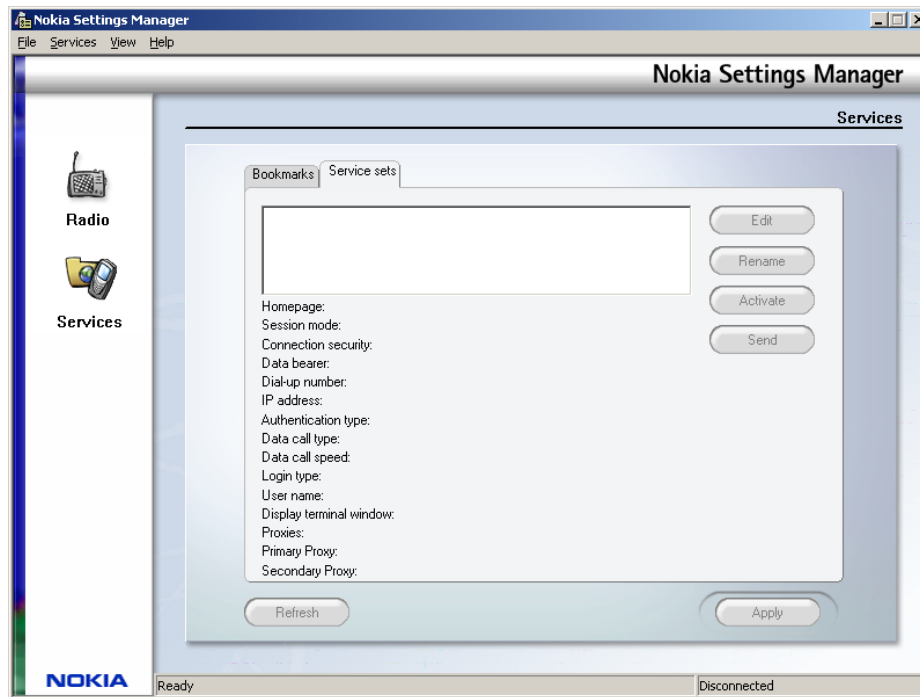 Nokia Settings Manager
File Services View Help
Nokia Settings Manager
Services
Radio
Services
Bookmarks Service sets
Edit
Rename
Activate
Send
Homepage:
Session mode:
Connection security:
Data bearer:
Dial-up number:
IP address:
Authentication type:
Data call type:
Data call speed:
Login type:
User name:
Display terminal window:
Proxies:
Primary Proxy:
Secondary Proxy:
Refresh Apply
NOKIA
Ready Disconnected